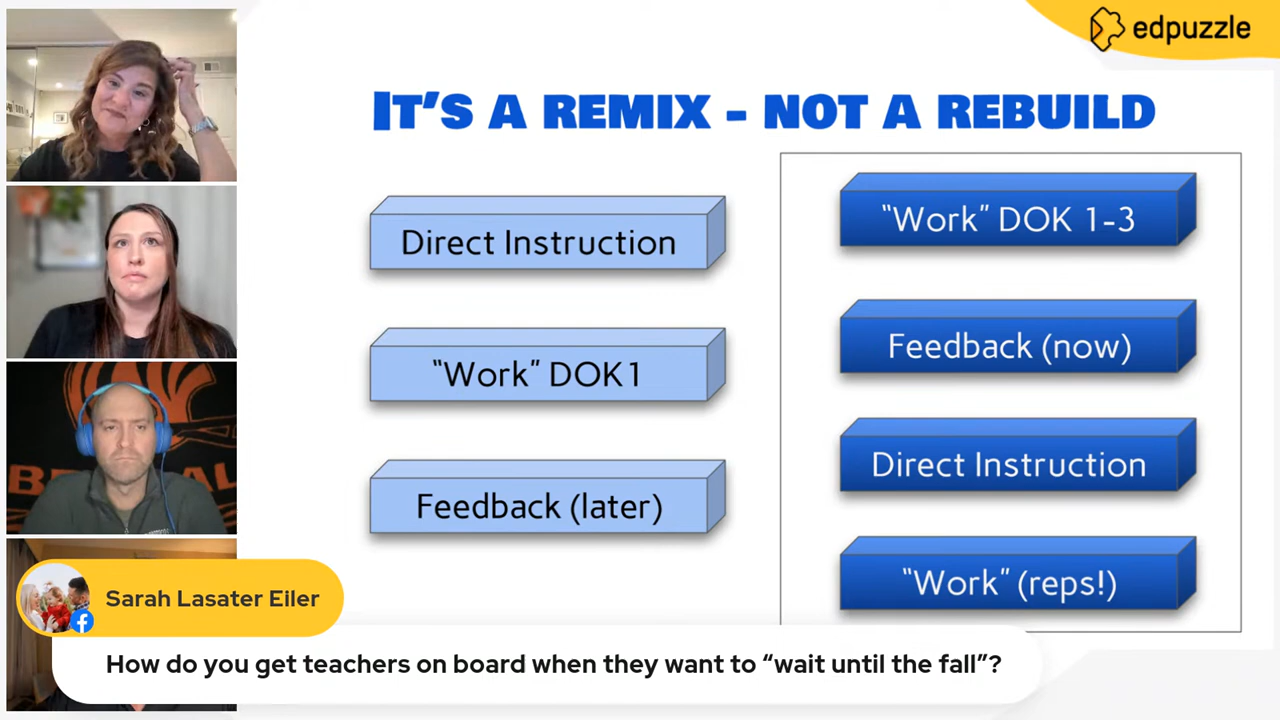 edpuzzle
IT'S A REMIX - NOT A REBUILD
Direct Instruction
"Work" DOK1
Feedback (later)
"Work" DOK 1-3
Feedback (now)
Direct Instruction
"Work" (reps!)
Sarah Lasater Eiler
How do you get teachers on board when they want to “wait until the fall”?